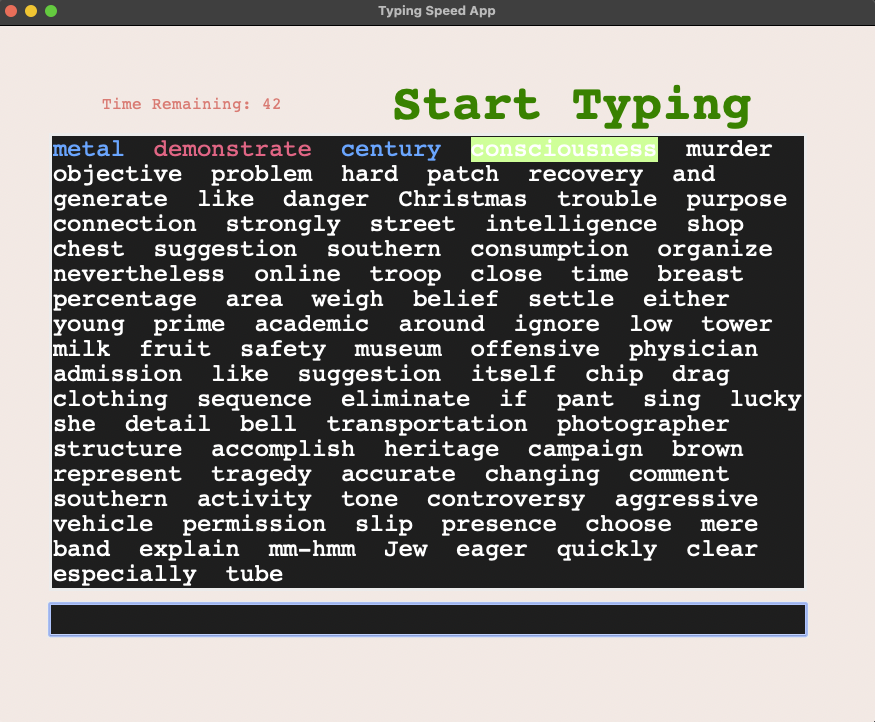 Typing Speed App
Time Remaining: 42
Start Typing
metal demonstrate century consciousness murder
objective problem hard patch recovery and
generate like danger Christmas trouble purpose
connection strongly street intelligence shop
chest suggestion southern consumption organize
nevertheless online troop close time breast
percentage area weigh belief settle either
young prime academic around ignore low tower
milk fruit safety museum offensive physician
admission like suggestion itself chip drag
clothing sequence eliminate if pant sing lucky
she detail bell transportation photographer
structure accomplish heritage campaign brown
represent tragedy accurate changing comment
southern activity tone controversy aggressive
vehicle permission slip presence choose mere
band explain mm-hmm Jew eager quickly clear
especially tube